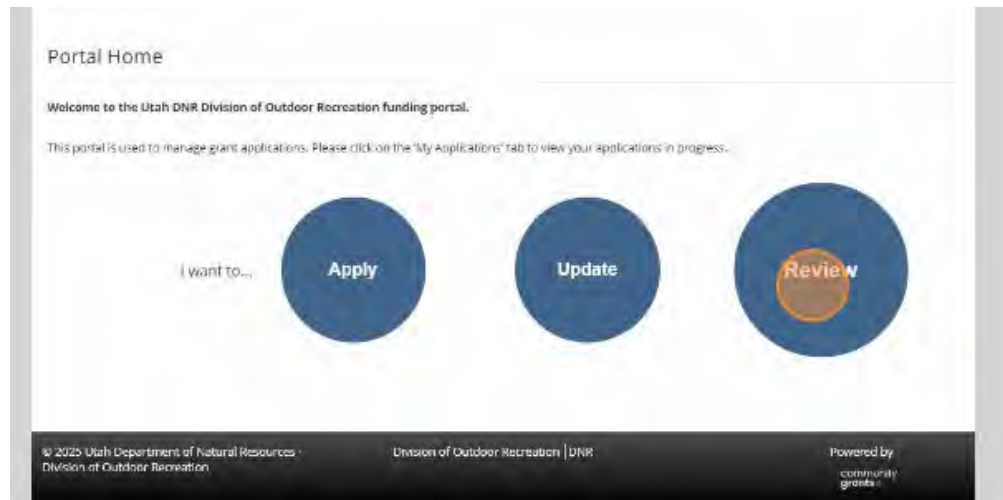 Portal Home
Welcome to the Utah DNR Division of Outdoor Recreation funding portal.
This portal is used to manage grant applications. Please click on the 'My Applications' tab to view your applications in progress.
I want to...
Apply
Update
Review
© 2025 Utah Department of Natural Resources -
Division of Outdoor Recreation
Division of Outdoor Recreation | DNR
Powered by
community
grants